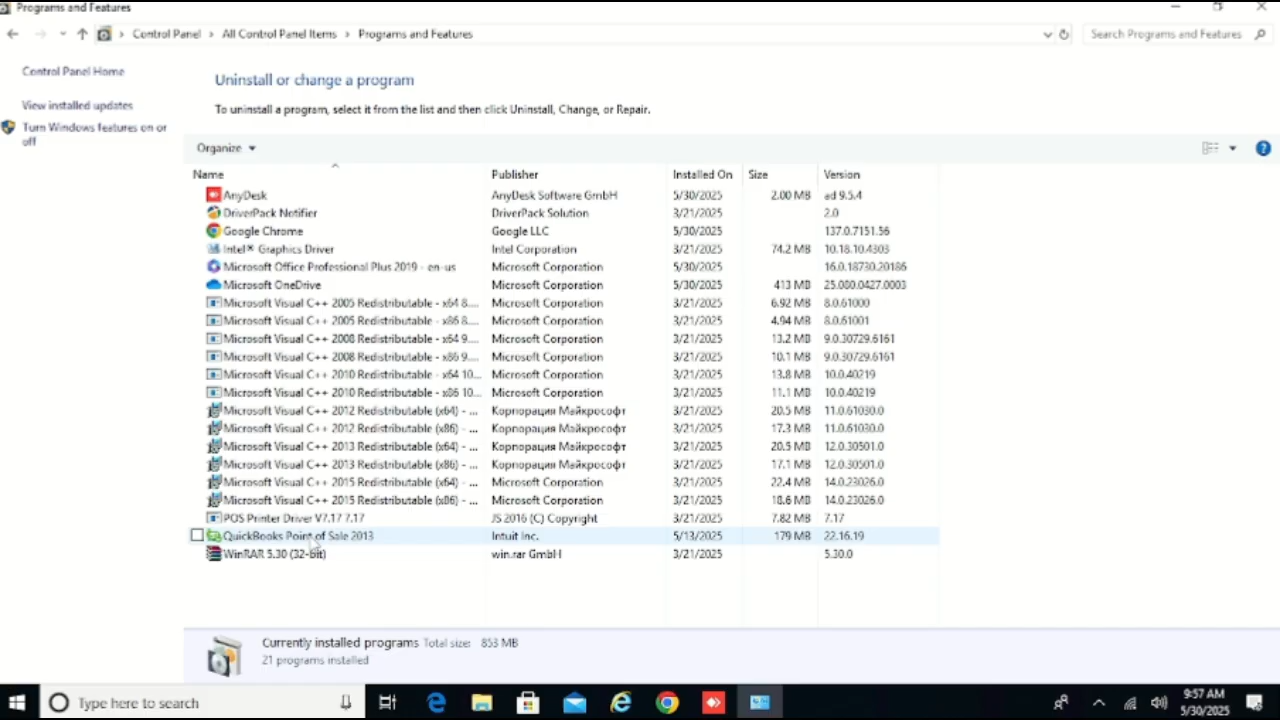 Programs and Features
Control Panel > All Control Panel Items > Programs and Features
Search Programs and Features
Control Panel Home
View installed updates
Turn Windows features on or
off
Uninstall or change a program
To uninstall a program, select it from the list and then click Uninstall, Change, or Repair.
Organize
Name Publisher Installed On Size Version
AnyDesk AnyDesk Software GmbH 5/30/2025 2.00 MB ad 9.5.4
DriverPack Notifier DriverPack Solution 3/21/2025 2.0
Google Chrome Google LLC 5/30/2025 137.0.7151.56
Intel® Graphics Driver Intel Corporation 3/21/2025 74.2 MB 10.18.10.4303
Microsoft Office Professional Plus 2019 - en-us Microsoft Corporation 5/30/2025 16.0.18730.20186
Microsoft OneDrive Microsoft Corporation 5/30/2025 413 MB 25.080.0427.0003
Microsoft Visual C++ 2005 Redistributable - x64 8.... Microsoft Corporation 3/21/2025 6.92 MB 8.0.61000
Microsoft Visual C++ 2005 Redistributable - x86 8.... Microsoft Corporation 3/21/2025 4.94 MB 8.0.61001
Microsoft Visual C++ 2008 Redistributable - x64 9.... Microsoft Corporation 3/21/2025 13.2 MB 9.0.30729.6161
Microsoft Visual C++ 2008 Redistributable - x86 9.... Microsoft Corporation 3/21/2025 10.1 MB 9.0.30729.6161
Microsoft Visual C++ 2010 Redistributable - x64 10... Microsoft Corporation 3/21/2025 13.8 MB 10.0.40219
Microsoft Visual C++ 2010 Redistributable - x86 10... Microsoft Corporation 3/21/2025 11.1 MB 10.0.40219
Microsoft Visual C++ 2012 Redistributable (x64) - ... Корпорация Майкрософт 3/21/2025 20.5 MB 11.0.61030.0
Microsoft Visual C++ 2012 Redistributable (x86) - ... Корпорация Майкрософт 3/21/2025 17.3 MB 11.0.61030.0
Microsoft Visual C++ 2013 Redistributable (x64) - ... Корпорация Майкрософт 3/21/2025 20.5 MB 12.0.30501.0
Microsoft Visual C++ 2013 Redistributable (x86) - ... Корпорация Майкрософт 3/21/2025 17.1 MB 12.0.30501.0
Microsoft Visual C++ 2015 Redistributable (x64) - ... Microsoft Corporation 3/21/2025 22.4 MB 14.0.23026.0
Microsoft Visual C++ 2015 Redistributable (x86) - ... Microsoft Corporation 3/21/2025 18.6 MB 14.0.23026.0
POS Printer Driver V7.17 7.17 JS 2016 (C) Copyright 3/21/2025 7.82 MB 7.17
QuickBooks Point of Sale 2013 Intuit Inc. 5/13/2025 179 MB 22.16.19
WinRAR 5.30 (32-bit) win.rar GmbH 3/21/2025 5.30.0
Currently installed programs Total size: 853 MB
21 programs installed
Type here to search
9:57 AM
5/30/2025